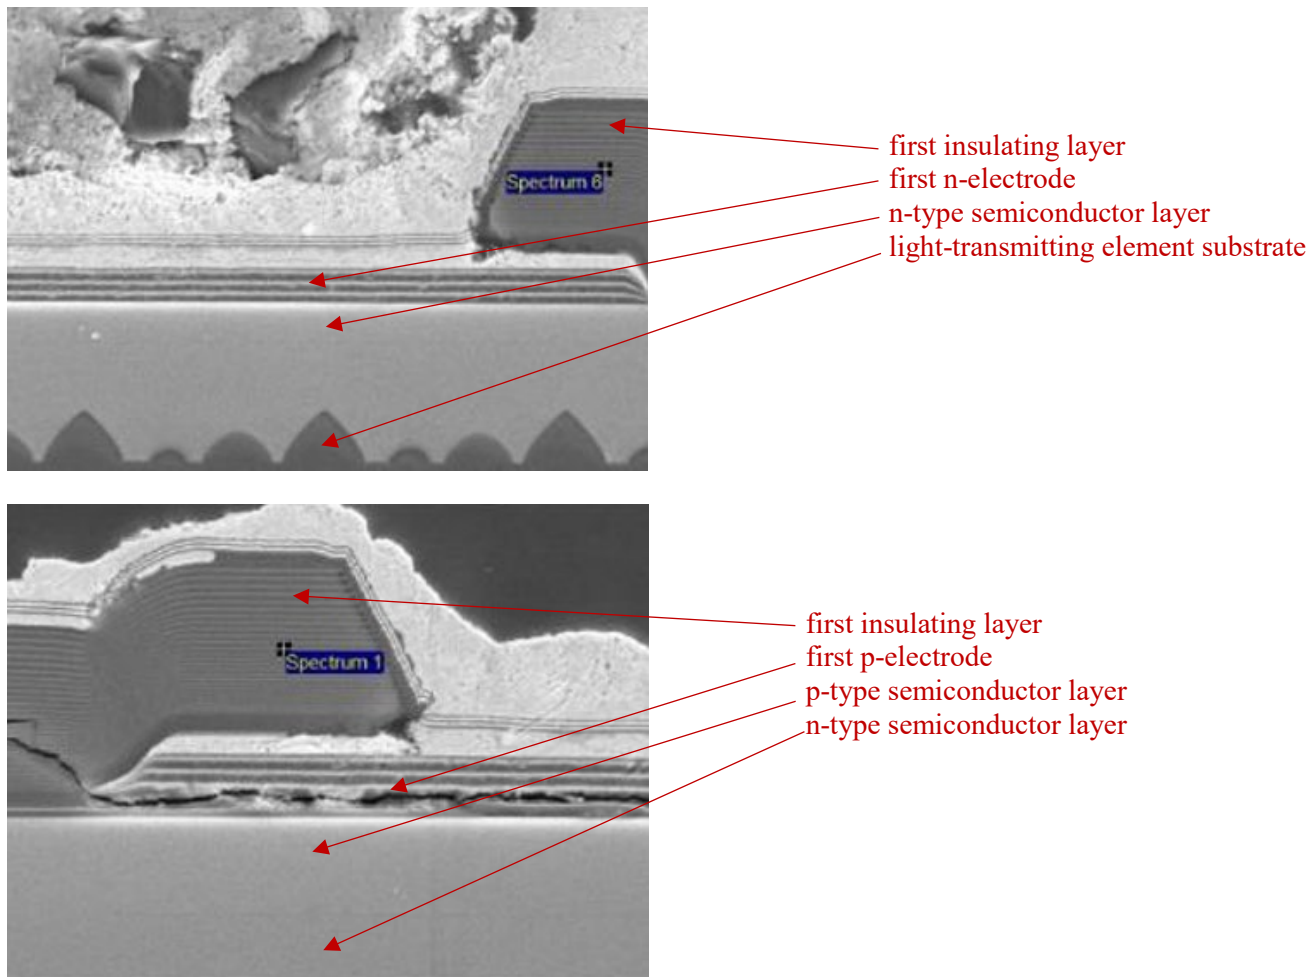 Spectrum 6
first insulating layer
first n-electrode
n-type semiconductor layer
light-transmitting element substrate
Spectrum 1
first insulating layer
first p-electrode
p-type semiconductor layer
n-type semiconductor layer